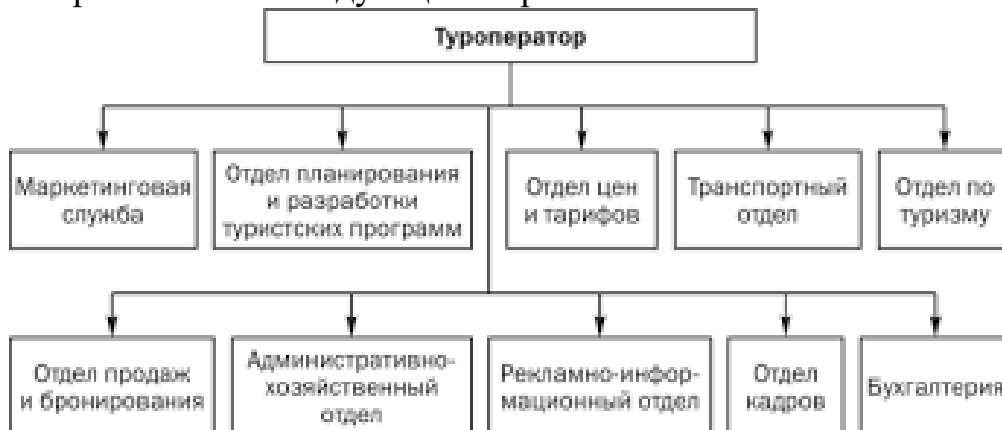 Туроператор
Маркетинговая
служба
Отдел планирования
и разработки
туристских программ
Отдел цен
и тарифов
Транспортный
отдел
Отдел по
туризму
Отдел продаж
и бронирования
Административно-
хозяйственный
отдел
Рекламно-инфор-
мационный отдел
Отдел
кадров
Бухгалтерия